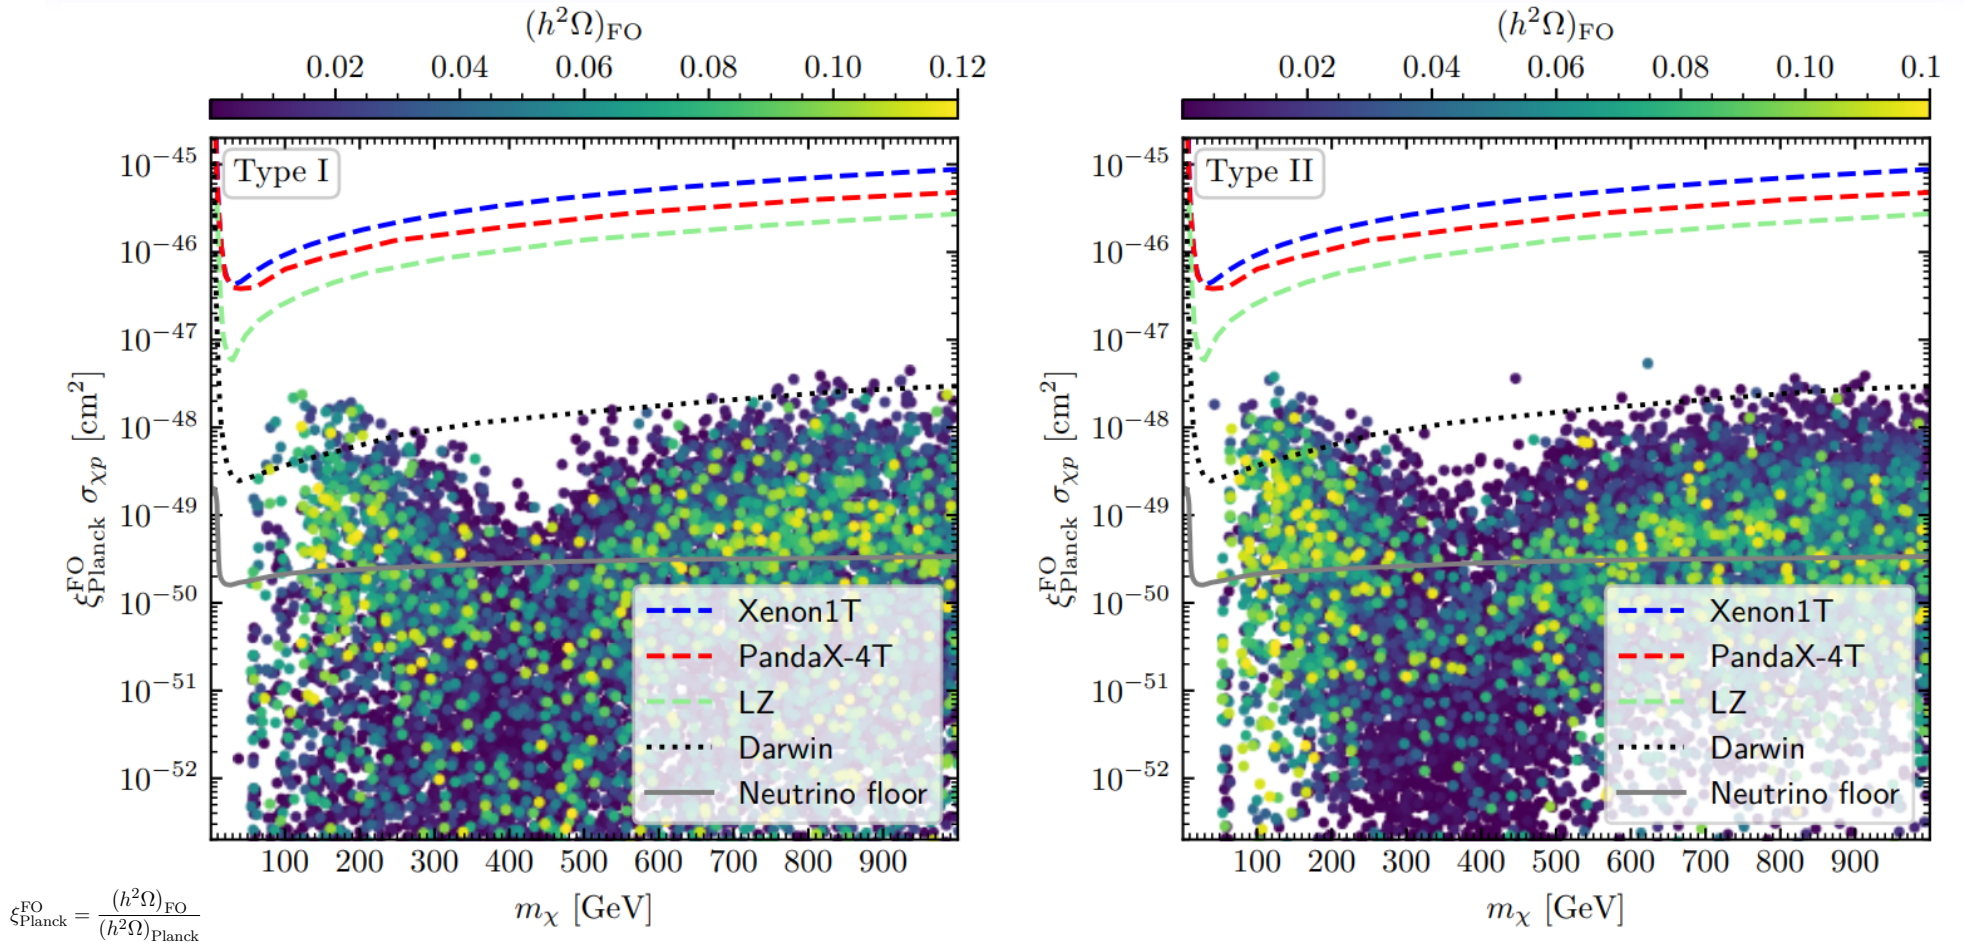 (h²Ω)FO
0.02 0.04 0.06 0.08 0.10 0.12
Type I
10⁻⁴⁵
10⁻⁴⁶
10⁻⁴⁷
10⁻⁴⁸
10⁻⁴⁹
10⁻⁵⁰
10⁻⁵¹
10⁻⁵²
ξ^FO_Planck σχp [cm²]
Xenon1T
PandaX-4T
LZ
Darwin
Neutrino floor
100 200 300 400 500 600 700 800 900
mχ [GeV]
(h²Ω)FO
0.02 0.04 0.06 0.08 0.10 0.1
Type II
10⁻⁴⁵
10⁻⁴⁶
10⁻⁴⁷
10⁻⁴⁸
10⁻⁴⁹
10⁻⁵⁰
10⁻⁵¹
10⁻⁵²
ξ^FO_Planck σχp [cm²]
Xenon1T
PandaX-4T
LZ
Darwin
Neutrino floor
100 200 300 400 500 600 700 800 900
mχ [GeV]
ξ^FO_Planck = (h²Ω)FO / (h²Ω)Planck